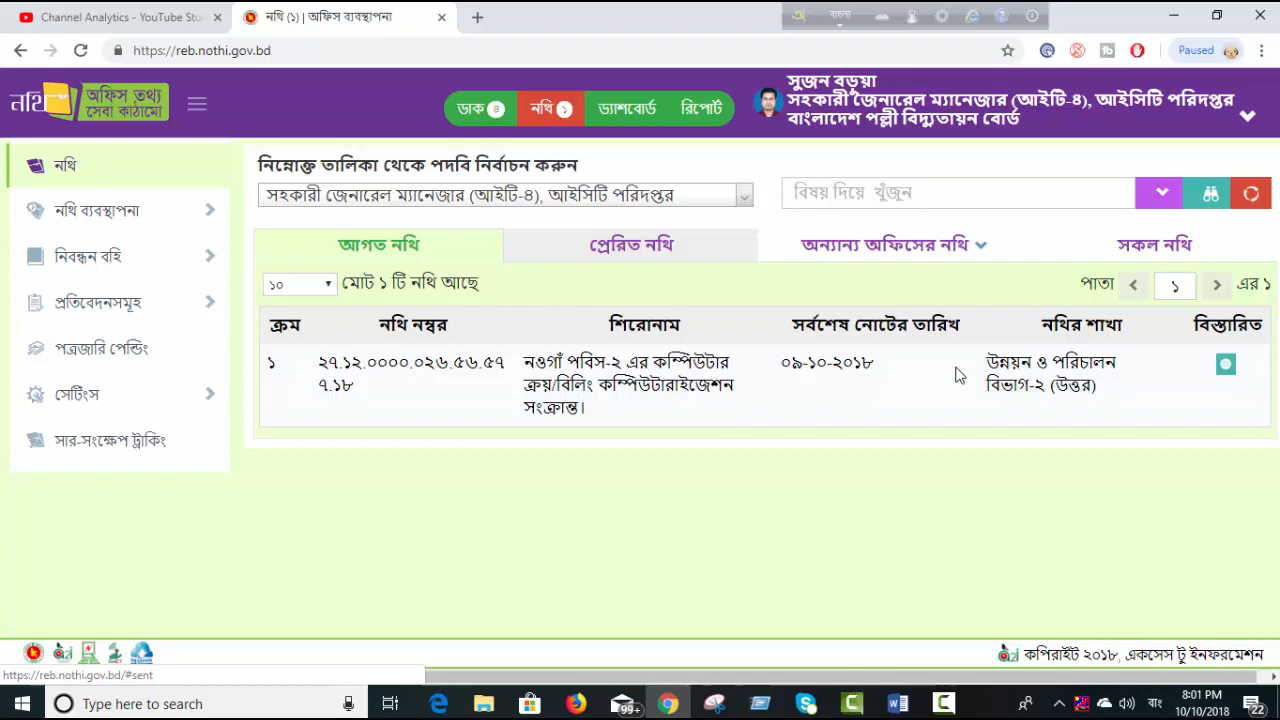 Channel Analytics - YouTube Stu
নথি (১) | অফিস ব্যবস্থাপনা
বাংলা
https://reb.nothi.gov.bd
Paused
নথি
অফিস তথ্য
সেবা কাঠামো
ডাক ৪
নথি ১
ড্যাশবোর্ড
রিপোর্ট
সুজন বড়ুয়া
সহকারী জেনারেল ম্যানেজার (আইটি-৪), আইসিটি পরিদপ্তর
বাংলাদেশ পল্লী বিদ্যুতায়ন বোর্ড
নথি
নথি ব্যবস্থাপনা
নিবন্ধন বহি
প্রতিবেদনসমূহ
পত্রজারি পেন্ডিং
সেটিংস
সার-সংক্ষেপ ট্রাকিং
নিম্নোক্ত তালিকা থেকে পদবি নির্বাচন করুন
সহকারী জেনারেল ম্যানেজার (আইটি-৪), আইসিটি পরিদপ্তর
বিষয় দিয়ে খুঁজুন
আগত নথি
প্রেরিত নথি
অন্যান্য অফিসের নথি
সকল নথি
১০ মোট ১ টি নথি আছে
পাতা ১ এর ১
ক্রম নথি নম্বর শিরোনাম সর্বশেষ নোটের তারিখ নথির শাখা বিস্তারিত
১
২৭.১২.০০০০.০২৬.৫৬.৫৭
৭.১৮
নওগাঁ পবিস-২ এর কম্পিউটার
ক্রয়/বিলিং কম্পিউটারাইজেশন
সংক্রান্ত।
০৯-১০-২০১৮
উন্নয়ন ও পরিচালন
বিভাগ-২ (উত্তর)
a2i
a2i কপিরাইট ২০১৮, একসেস টু ইনফরমেশন
https://reb.nothi.gov.bd/#sent
Type here to search
99+
বাং
8:01 PM
10/10/2018
22